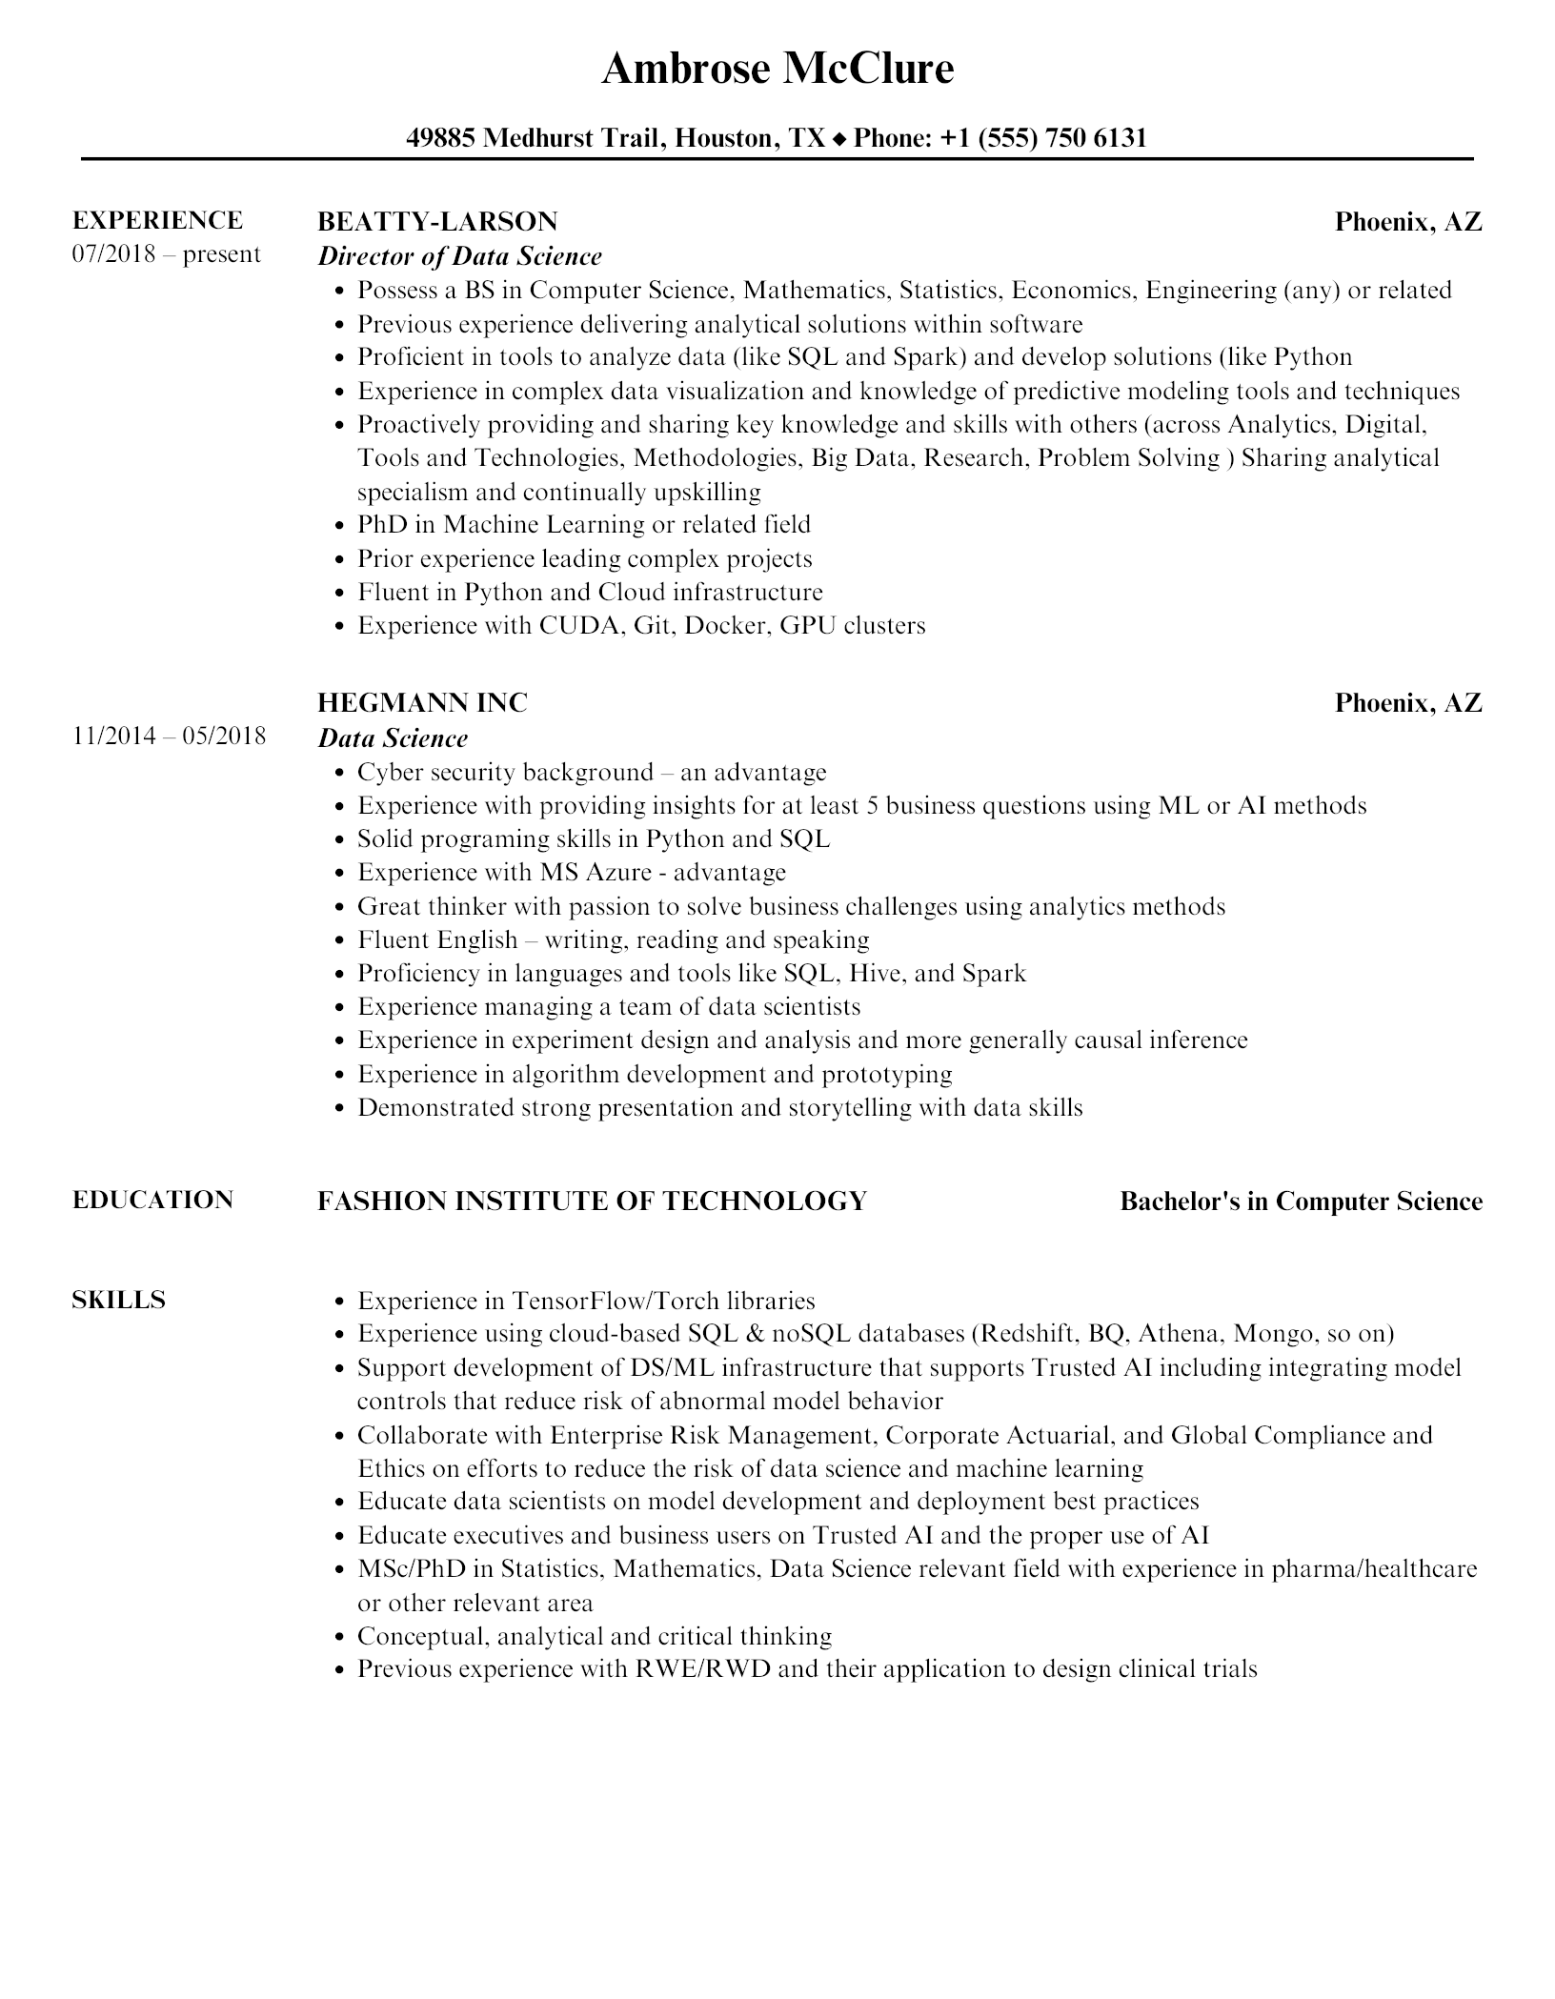 Ambrose McClure
49885 Medhurst Trail, Houston, TX ◆ Phone: +1 (555) 750 6131
EXPERIENCE
07/2018 – present
BEATTY-LARSON
Phoenix, AZ
Director of Data Science
• Possess a BS in Computer Science, Mathematics, Statistics, Economics, Engineering (any) or related
• Previous experience delivering analytical solutions within software
• Proficient in tools to analyze data (like SQL and Spark) and develop solutions (like Python
• Experience in complex data visualization and knowledge of predictive modeling tools and techniques
• Proactively providing and sharing key knowledge and skills with others (across Analytics, Digital,
Tools and Technologies, Methodologies, Big Data, Research, Problem Solving ) Sharing analytical
specialism and continually upskilling
• PhD in Machine Learning or related field
• Prior experience leading complex projects
• Fluent in Python and Cloud infrastructure
• Experience with CUDA, Git, Docker, GPU clusters
HEGMANN INC
Phoenix, AZ
11/2014 – 05/2018
Data Science
• Cyber security background – an advantage
• Experience with providing insights for at least 5 business questions using ML or AI methods
• Solid programing skills in Python and SQL
• Experience with MS Azure - advantage
• Great thinker with passion to solve business challenges using analytics methods
• Fluent English – writing, reading and speaking
• Proficiency in languages and tools like SQL, Hive, and Spark
• Experience managing a team of data scientists
• Experience in experiment design and analysis and more generally causal inference
• Experience in algorithm development and prototyping
• Demonstrated strong presentation and storytelling with data skills
EDUCATION
FASHION INSTITUTE OF TECHNOLOGY
Bachelor's in Computer Science
SKILLS
• Experience in TensorFlow/Torch libraries
• Experience using cloud-based SQL & noSQL databases (Redshift, BQ, Athena, Mongo, so on)
• Support development of DS/ML infrastructure that supports Trusted AI including integrating model
controls that reduce risk of abnormal model behavior
• Collaborate with Enterprise Risk Management, Corporate Actuarial, and Global Compliance and
Ethics on efforts to reduce the risk of data science and machine learning
• Educate data scientists on model development and deployment best practices
• Educate executives and business users on Trusted AI and the proper use of AI
• MSc/PhD in Statistics, Mathematics, Data Science relevant field with experience in pharma/healthcare
or other relevant area
• Conceptual, analytical and critical thinking
• Previous experience with RWE/RWD and their application to design clinical trials